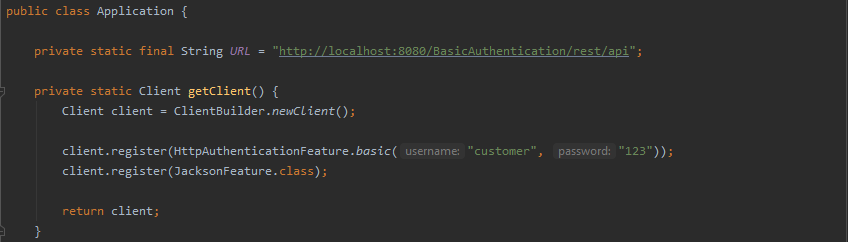 public class Application {
private static final String URL = "http://localhost:8080/BasicAuthentication/rest/api";
private static Client getClient() {
Client client = ClientBuilder.newClient();
client.register(HttpAuthenticationFeature.basic( username: "customer", password: "123"));
client.register(JacksonFeature.class);
return client;
}